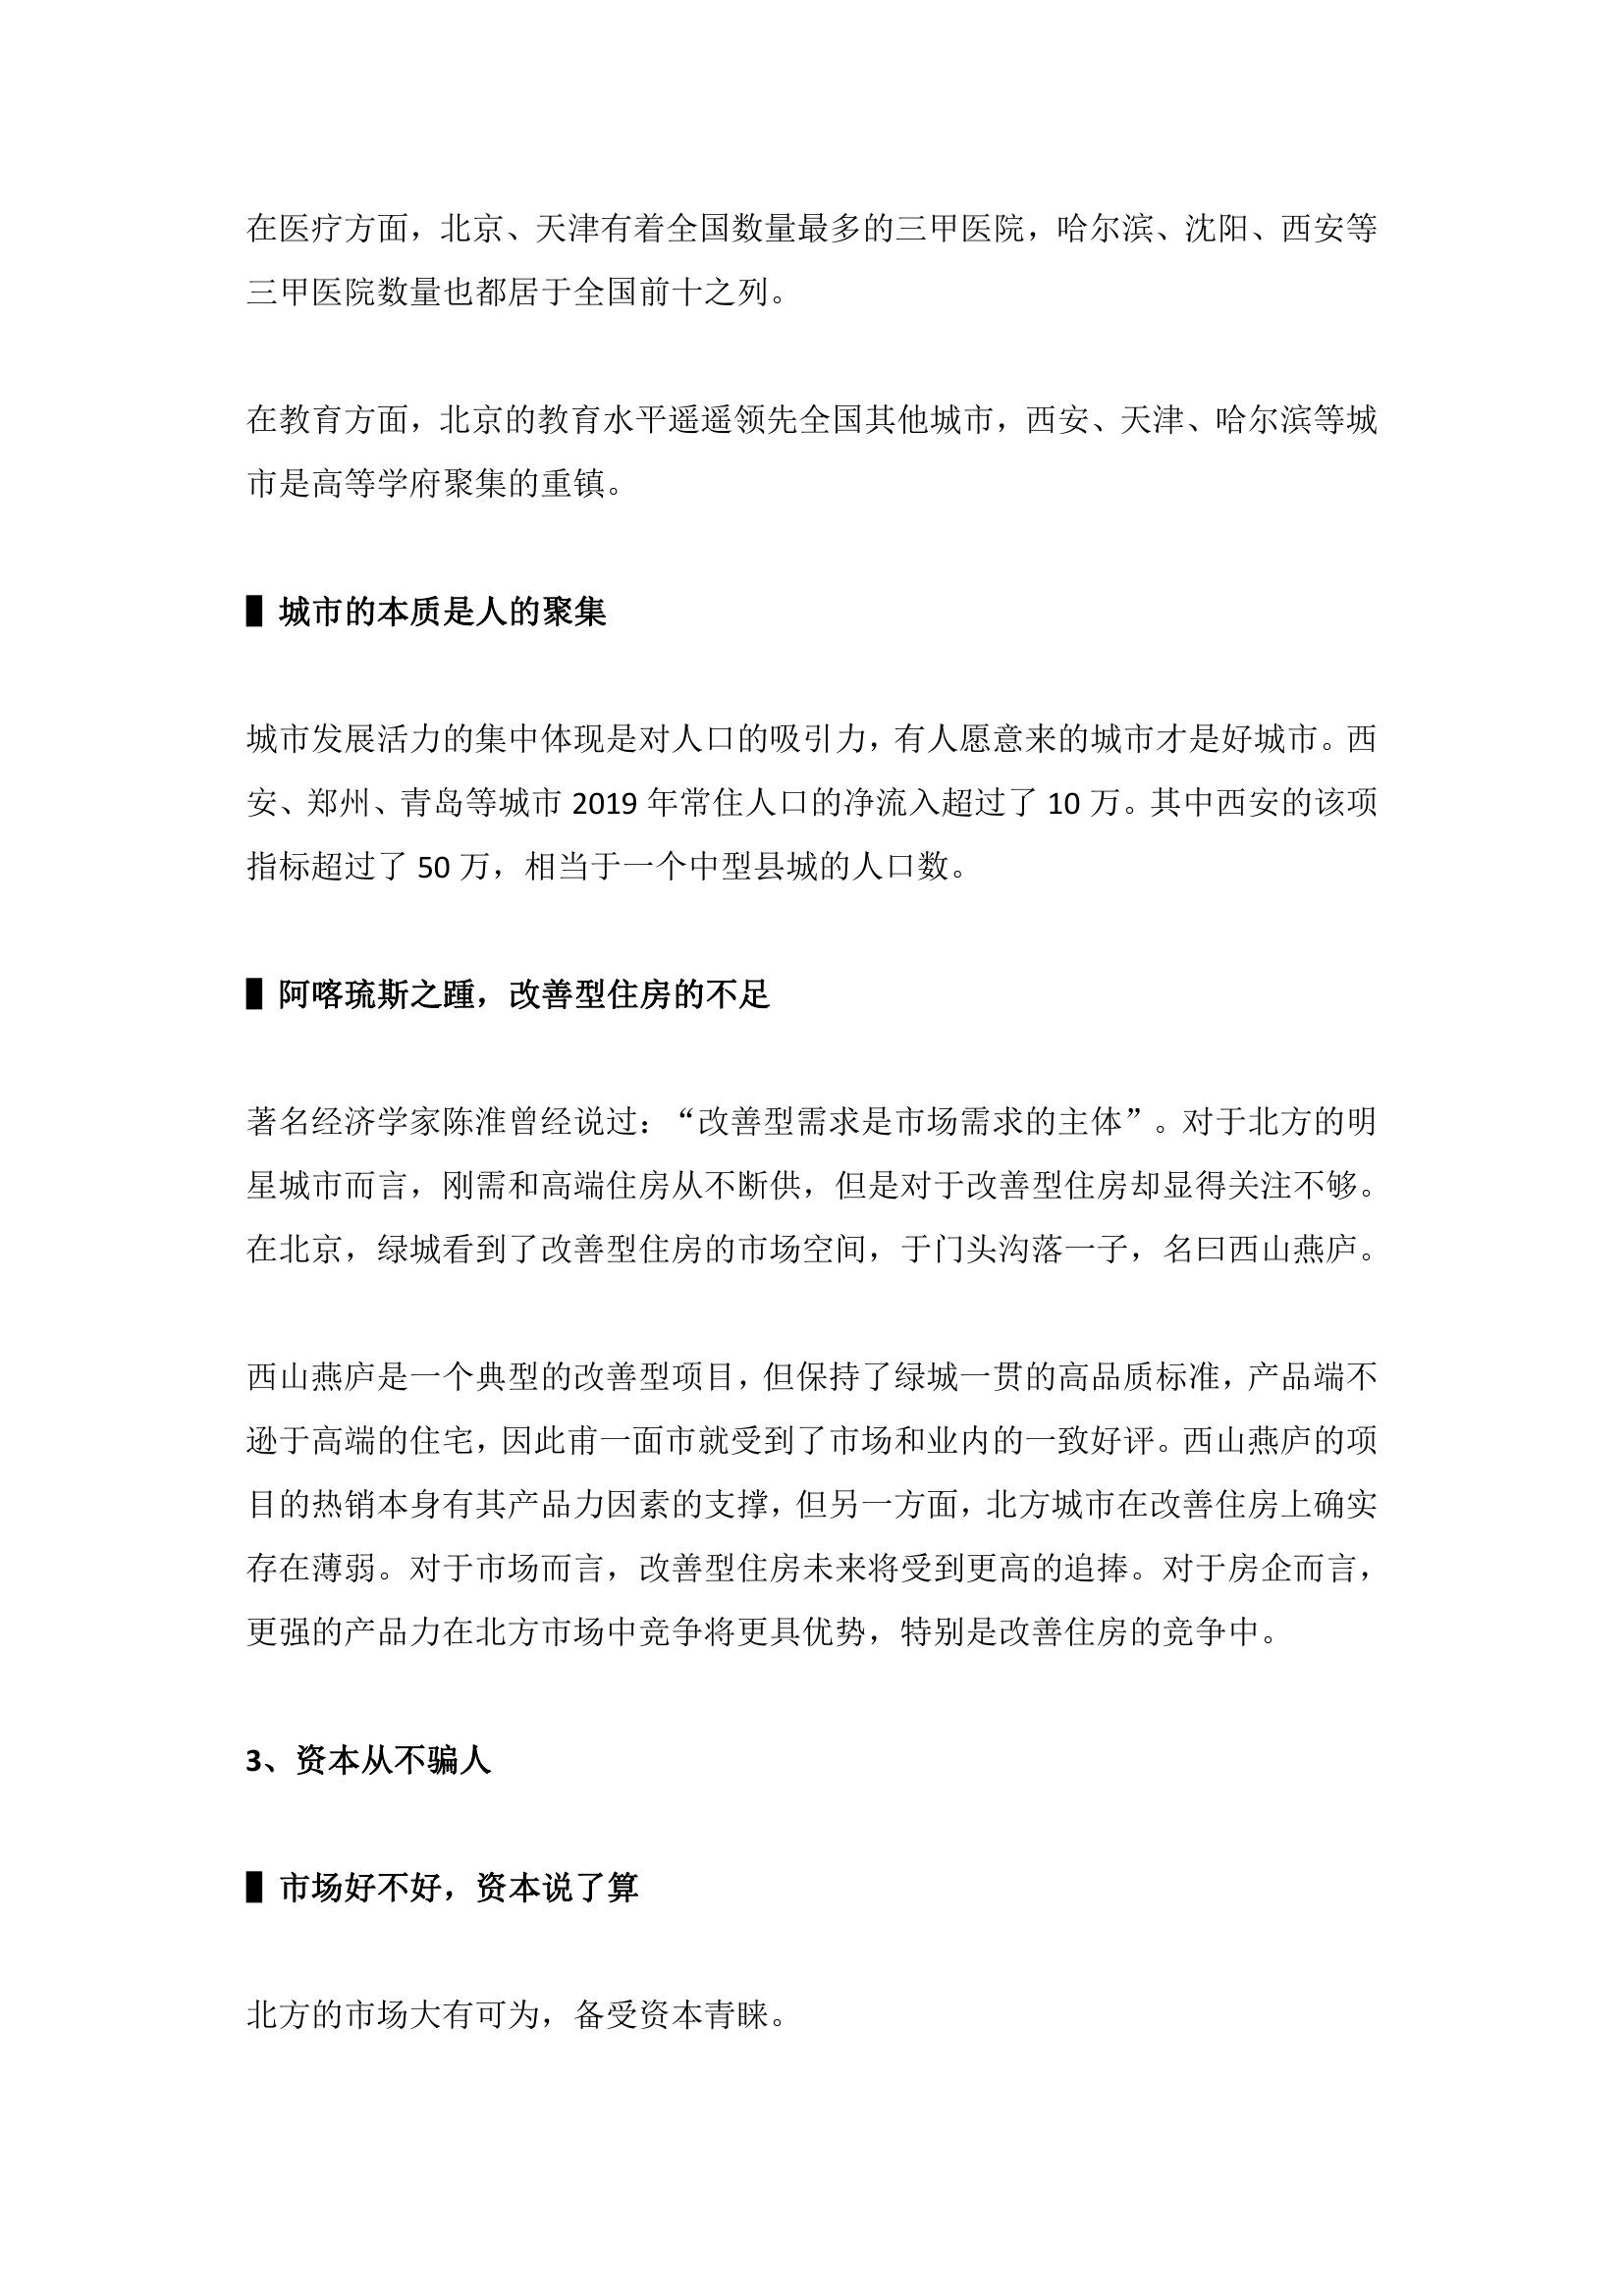 在医疗方面，北京、天津有着全国数量最多的三甲医院，哈尔滨、沈阳、西安等
三甲医院数量也都居于全国前十之列。
在教育方面，北京的教育水平遥遥领先全国其他城市，西安、天津、哈尔滨等城
市是高等学府聚集的重镇。
▋城市的本质是人的聚集
城市发展活力的集中体现是对人口的吸引力，有人愿意来的城市才是好城市。西
安、郑州、青岛等城市 2019 年常住人口的净流入超过了 10 万。其中西安的该项
指标超过了 50 万，相当于一个中型县城的人口数。
▋阿喀琉斯之踵，改善型住房的不足
著名经济学家陈淮曾经说过：“改善型需求是市场需求的主体”。对于北方的明
星城市而言，刚需和高端住房从不断供，但是对于改善型住房却显得关注不够。
在北京，绿城看到了改善型住房的市场空间，于门头沟落一子，名曰西山燕庐。
西山燕庐是一个典型的改善型项目，但保持了绿城一贯的高品质标准，产品端不
逊于高端的住宅，因此甫一面市就受到了市场和业内的一致好评。西山燕庐的项
目的热销本身有其产品力因素的支撑，但另一方面，北方城市在改善住房上确实
存在薄弱。对于市场而言，改善型住房未来将受到更高的追捧。对于房企而言，
更强的产品力在北方市场中竞争将更具优势，特别是改善住房的竞争中。
3、资本从不骗人
▋市场好不好，资本说了算
北方的市场大有可为，备受资本青睐。